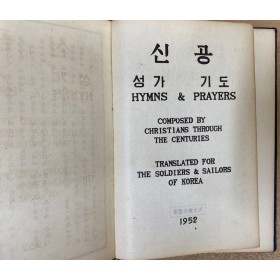 신 공
성가 기도
HYMNS & PRAYERS
COMPOSED BY
CHRISTIANS THROUGH
THE CENTURIES
TRANSLATED FOR
THE SOLDIERS & SAILORS
OF KOREA
1952